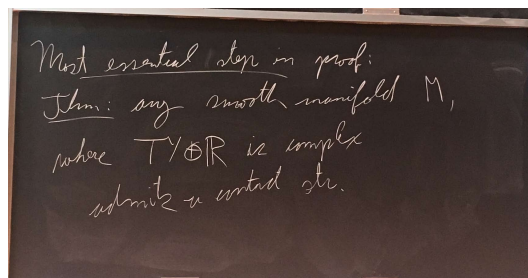 Most essential step in proof:
Thm: any smooth manifold M,
where TY⊕ℝ is complex
admits a contact str.